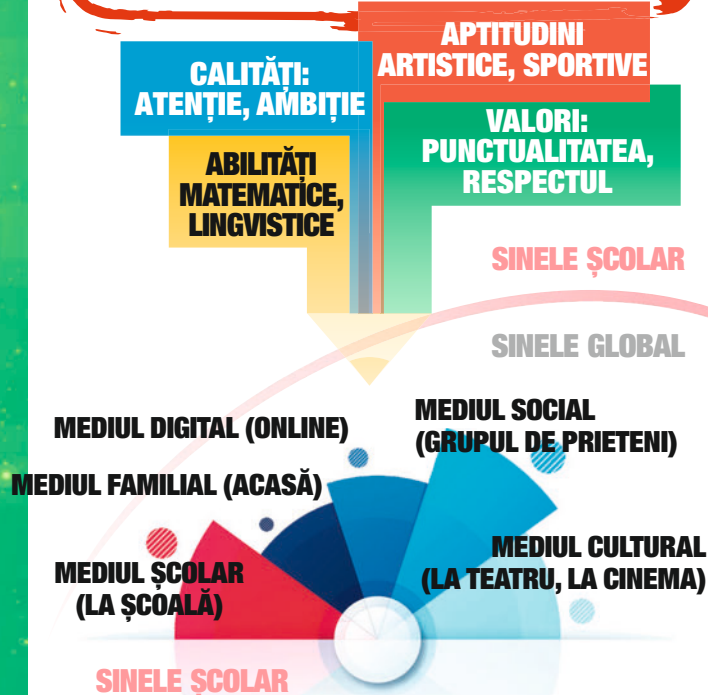 APTITUDINI
ARTISTICE, SPORTIVE
CALITĂȚI:
ATENȚIE, AMBIȚIE
VALORI:
PUNCTUALITATEA,
RESPECTUL
ABILITĂȚI
MATEMATICE,
LINGVISTICE
SINELE ȘCOLAR
SINELE GLOBAL
MEDIUL SOCIAL
(GRUPUL DE PRIETENI)
MEDIUL DIGITAL (ONLINE)
MEDIUL FAMILIAL (ACASĂ)
MEDIUL CULTURAL
(LA TEATRU, LA CINEMA)
MEDIUL ȘCOLAR
(LA ȘCOALĂ)
SINELE ȘCOLAR